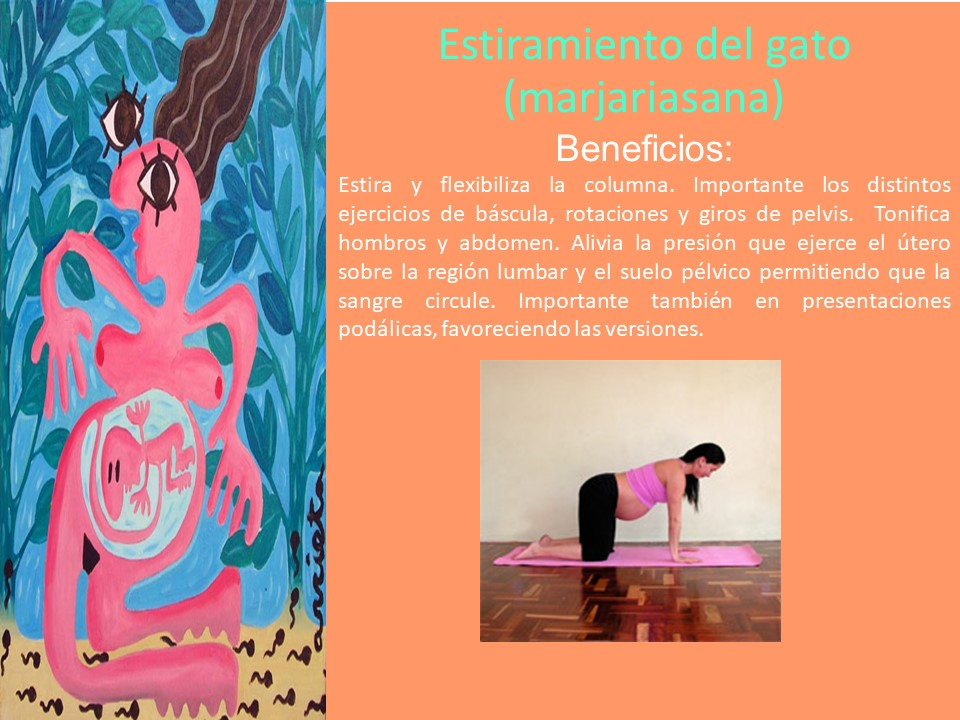 Estiramiento del gato
(marjariasana)
Beneficios:
Estira y flexibiliza la columna. Importante los distintos
ejercicios de báscula, rotaciones y giros de pelvis. Tonifica
hombros y abdomen. Alivia la presión que ejerce el útero
sobre la región lumbar y el suelo pélvico permitiendo que la
sangre circule. Importante también en presentaciones
podálicas, favoreciendo las versiones.
arrieta